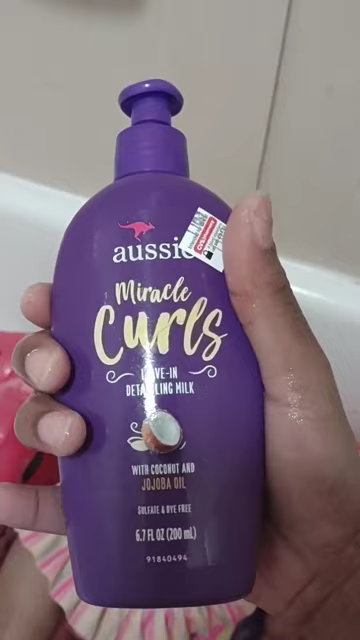 aussie
Miracle
Curls
LEAVE-IN
DETANGLING MILK
WITH COCONUT AND
JOJOBA OIL
SULFATE & DYE FREE
6.7 FL OZ (200 mL)
91840494